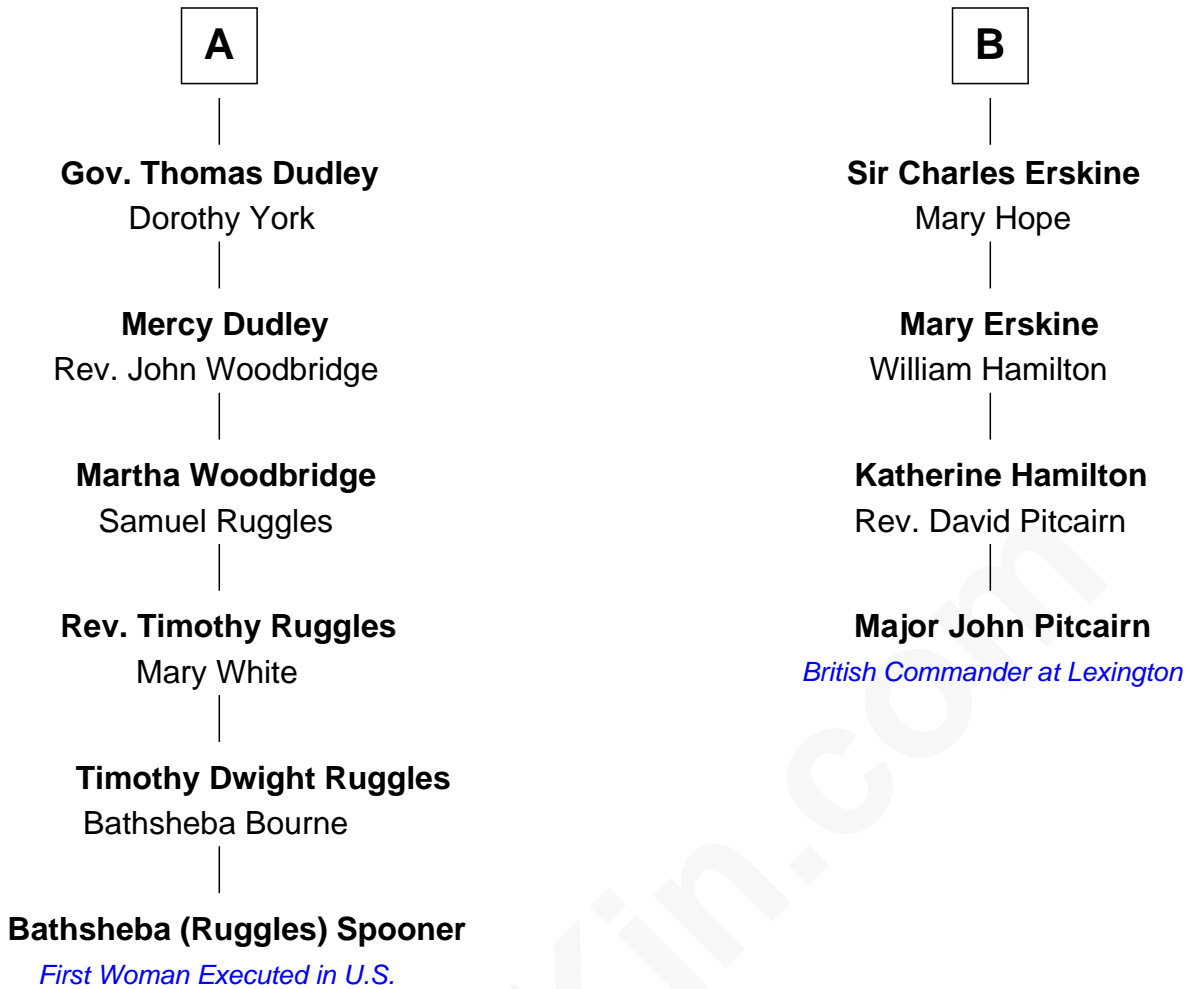 A
Gov. Thomas Dudley
Dorothy York
Mercy Dudley
Rev. John Woodbridge
Martha Woodbridge
Samuel Ruggles
Rev. Timothy Ruggles
Mary White
Timothy Dwight Ruggles
Bathsheba Bourne
Bathsheba (Ruggles) Spooner
First Woman Executed in U.S.
B
Sir Charles Erskine
Mary Hope
Mary Erskine
William Hamilton
Katherine Hamilton
Rev. David Pitcairn
Major John Pitcairn
British Commander at Lexington